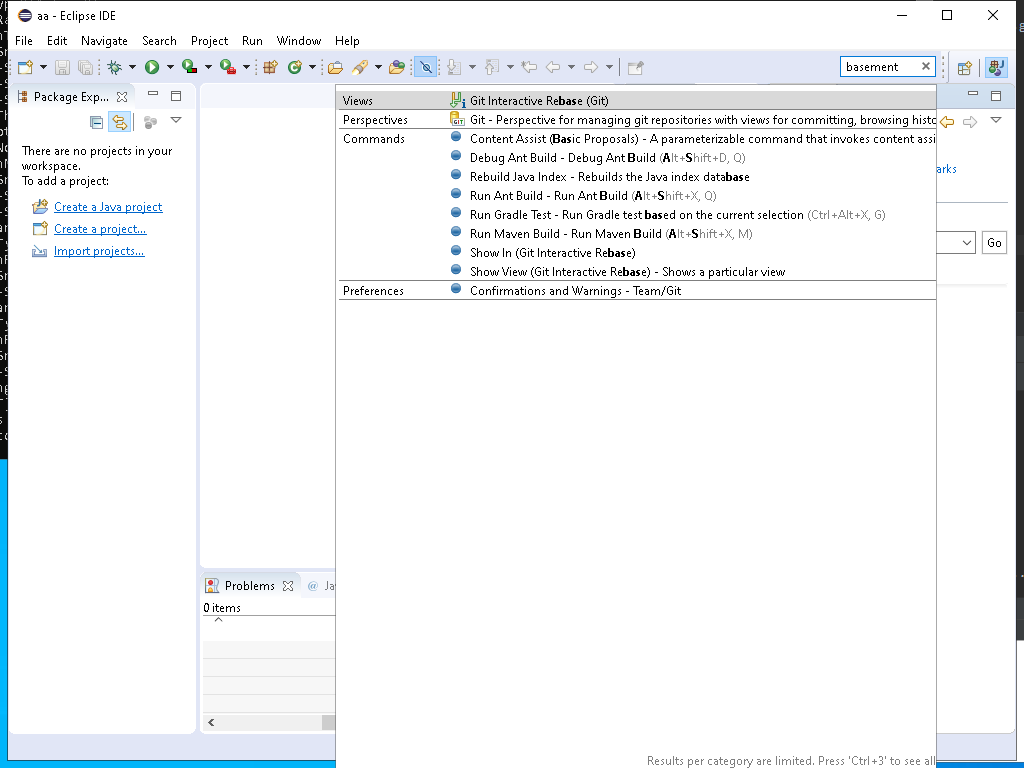 aa - Eclipse IDE
File Edit Navigate Search Project Run Window Help
basement
Package Exp...
There are no projects in your
workspace.
To add a project:
Create a Java project
Create a project...
Import projects...
Views Git Interactive Rebase (Git)
Perspectives Git - Perspective for managing git repositories with views for committing, browsing histo
Commands Content Assist (Basic Proposals) - A parameterizable command that invokes content assi
Debug Ant Build - Debug Ant Build (Alt+Shift+D, Q)
Rebuild Java Index - Rebuilds the Java index database
Run Ant Build - Run Ant Build (Alt+Shift+X, Q)
Run Gradle Test - Run Gradle test based on the current selection (Ctrl+Alt+X, G)
Run Maven Build - Run Maven Build (Alt+Shift+X, M)
Show In (Git Interactive Rebase)
Show View (Git Interactive Rebase) - Shows a particular view
Preferences Confirmations and Warnings - Team/Git
arks
Go
Problems @ Ja
0 items
Results per category are limited. Press 'Ctrl+3' to see all